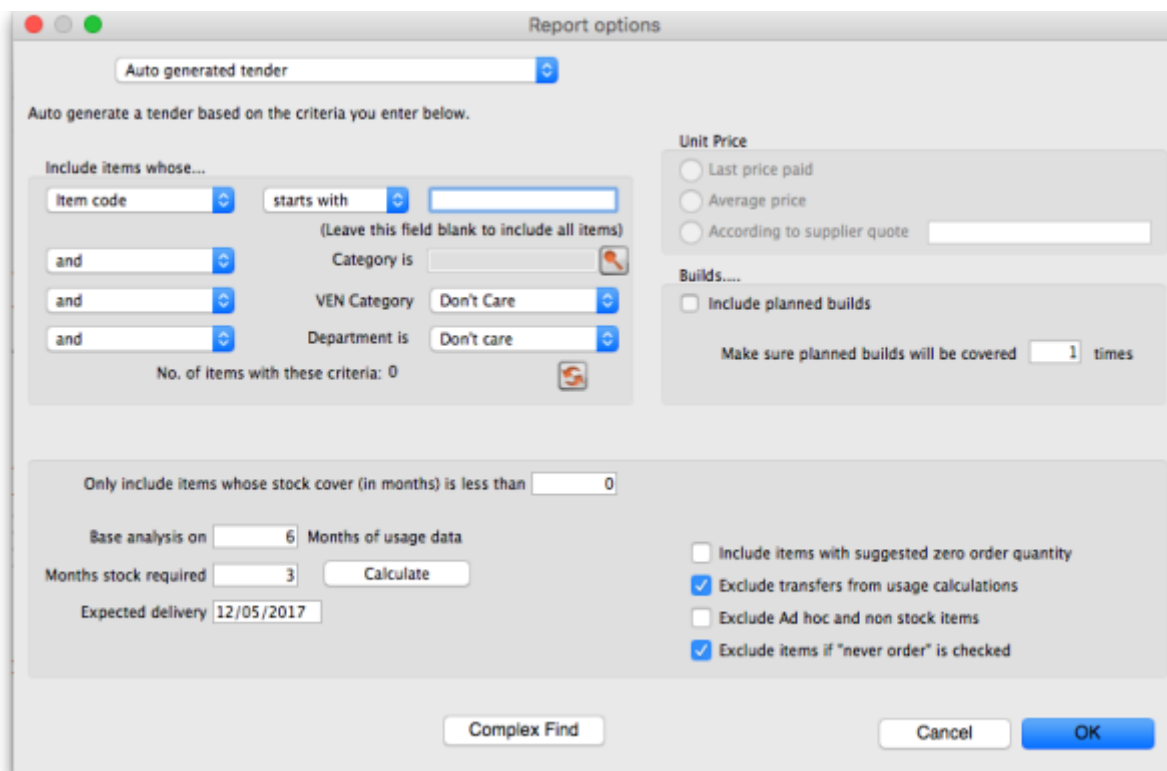 Report options
Auto generated tender
Auto generate a tender based on the criteria you enter below.
Include items whose...
Item code starts with
(Leave this field blank to include all items)
and Category is
and VEN Category Don't Care
and Department is Don't care
No. of items with these criteria: 0
Unit Price
Last price paid
Average price
According to supplier quote
Builds....
Include planned builds
Make sure planned builds will be covered 1 times
Only include items whose stock cover (in months) is less than 0
Base analysis on 6 Months of usage data
Months stock required 3 Calculate
Expected delivery 12/05/2017
Include items with suggested zero order quantity
Exclude transfers from usage calculations
Exclude Ad hoc and non stock items
Exclude items if "never order" is checked
Complex Find Cancel OK